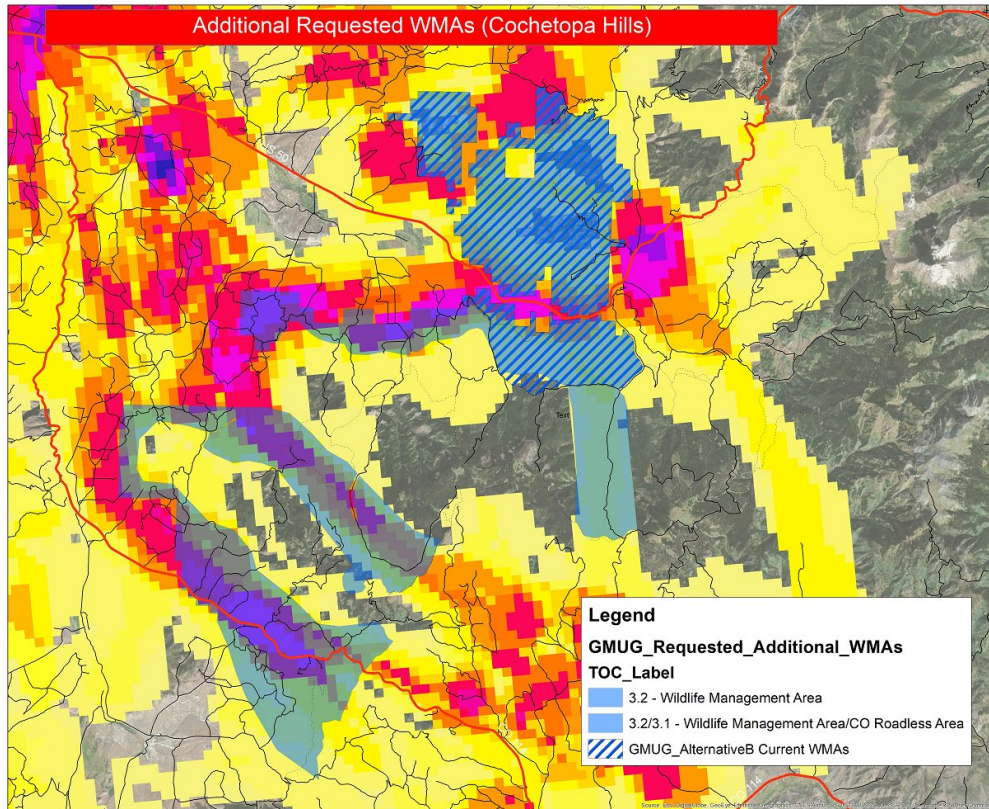 Additional Requested WMAs (Cochetopa Hills)
Text
Legend
GMUG_Requested_Additional_WMAs
TOC_Label
3.2 - Wildlife Management Area
3.2/3.1 - Wildlife Management Area/CO Roadless Area
GMUG_AlternativeB Current WMAs